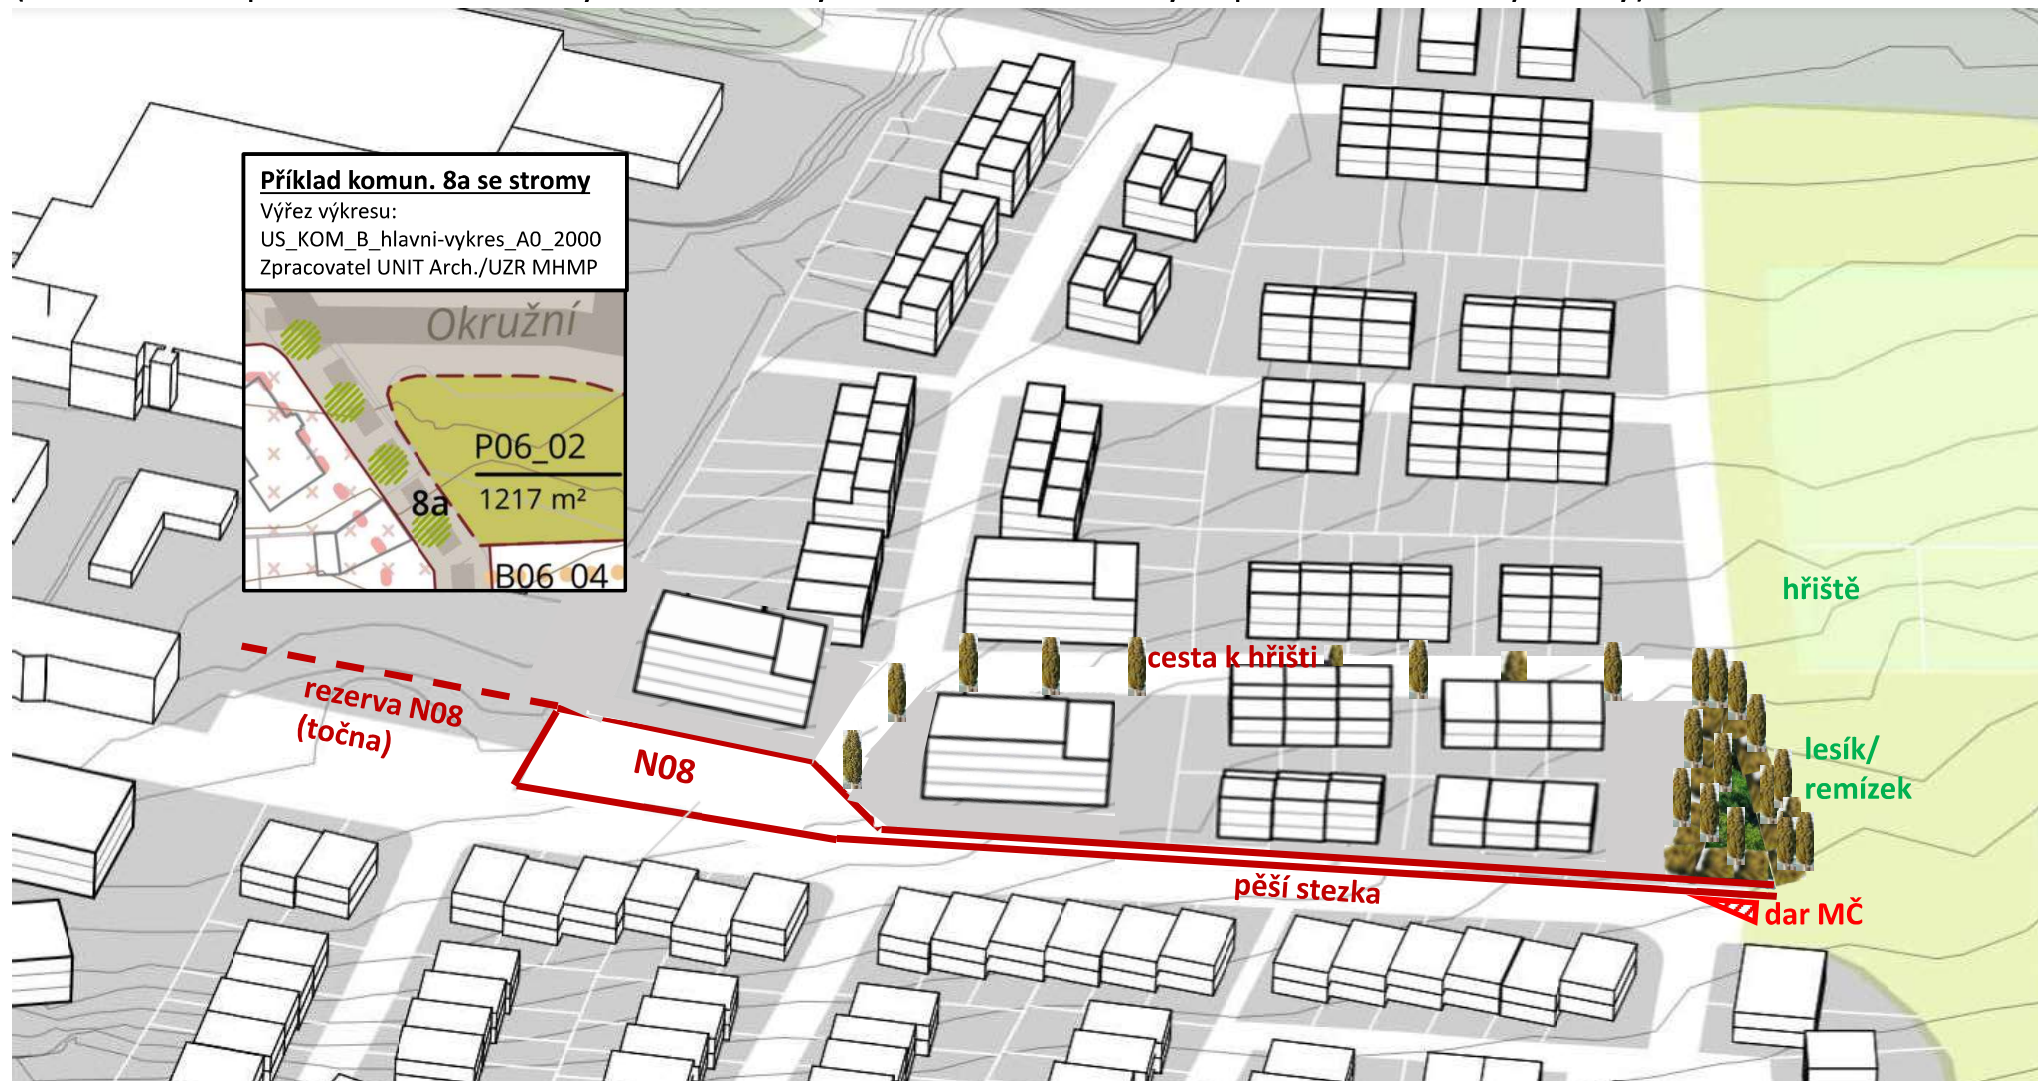 Příklad komun. 8a se stromy
Výřez výkresu:
US_KOM_B_hlavni-vykres_A0_2000
Zpracovatel UNIT Arch./UZR MHMP
Okružní
P06_02
1217 m²
8a
B06_04
hřiště
cesta k hřišti
rezerva N08
(točna)
N08
lesík/
remízek
pěší stezka
dar MČ